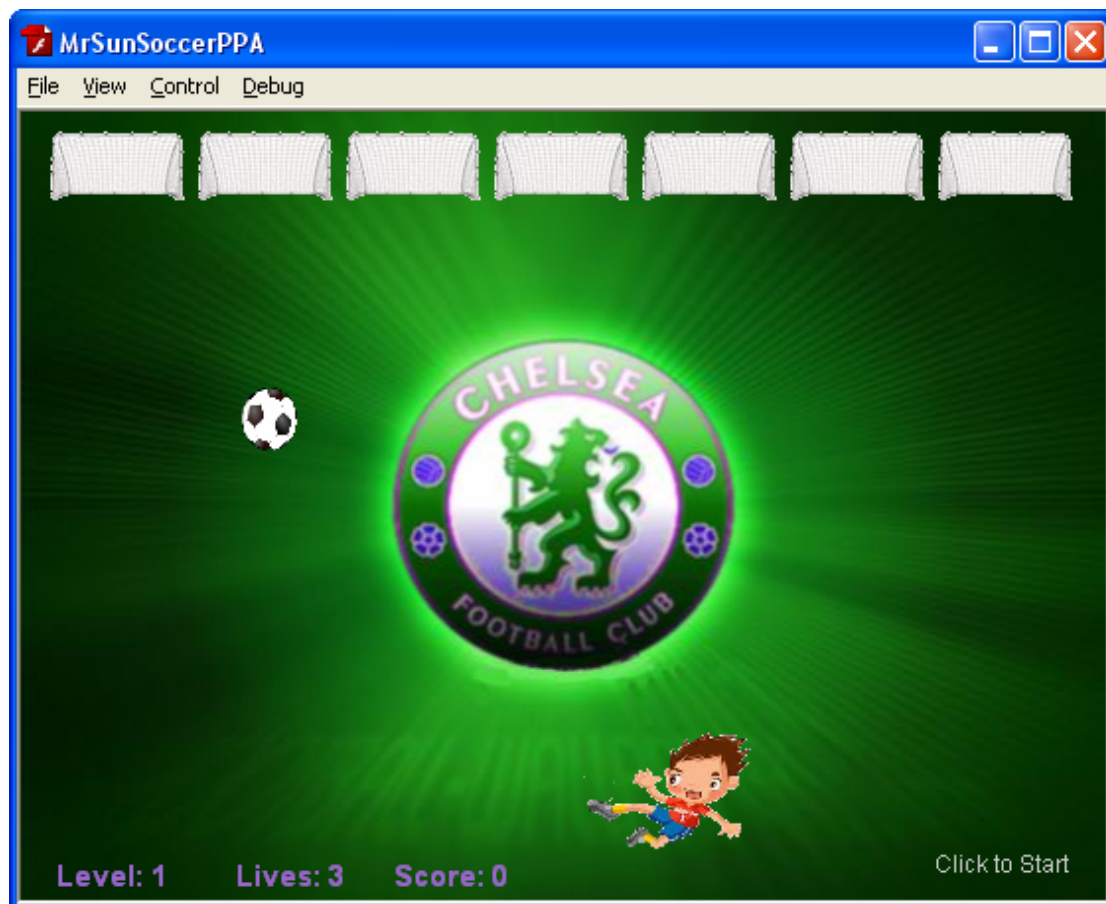 MrSunSoccerPPA
File View Control Debug
CHELSEA
FOOTBALL CLUB
Level: 1 Lives: 3 Score: 0
Click to Start